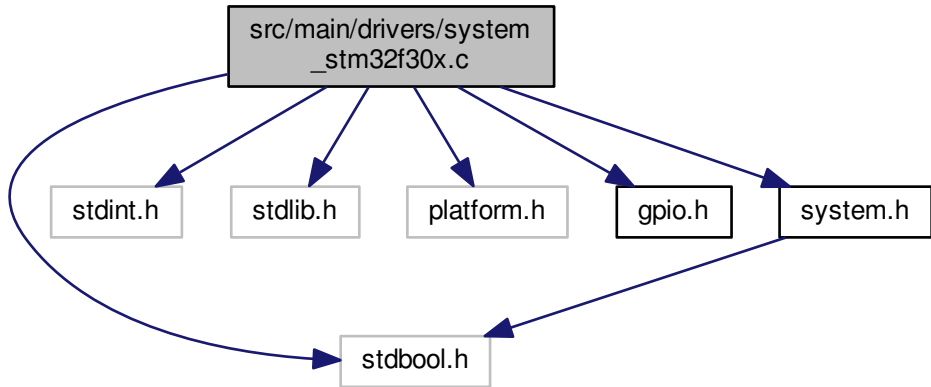 src/main/drivers/system
_stm32f30x.c
stdint.h
stdlib.h
platform.h
gpio.h
system.h
stdbool.h